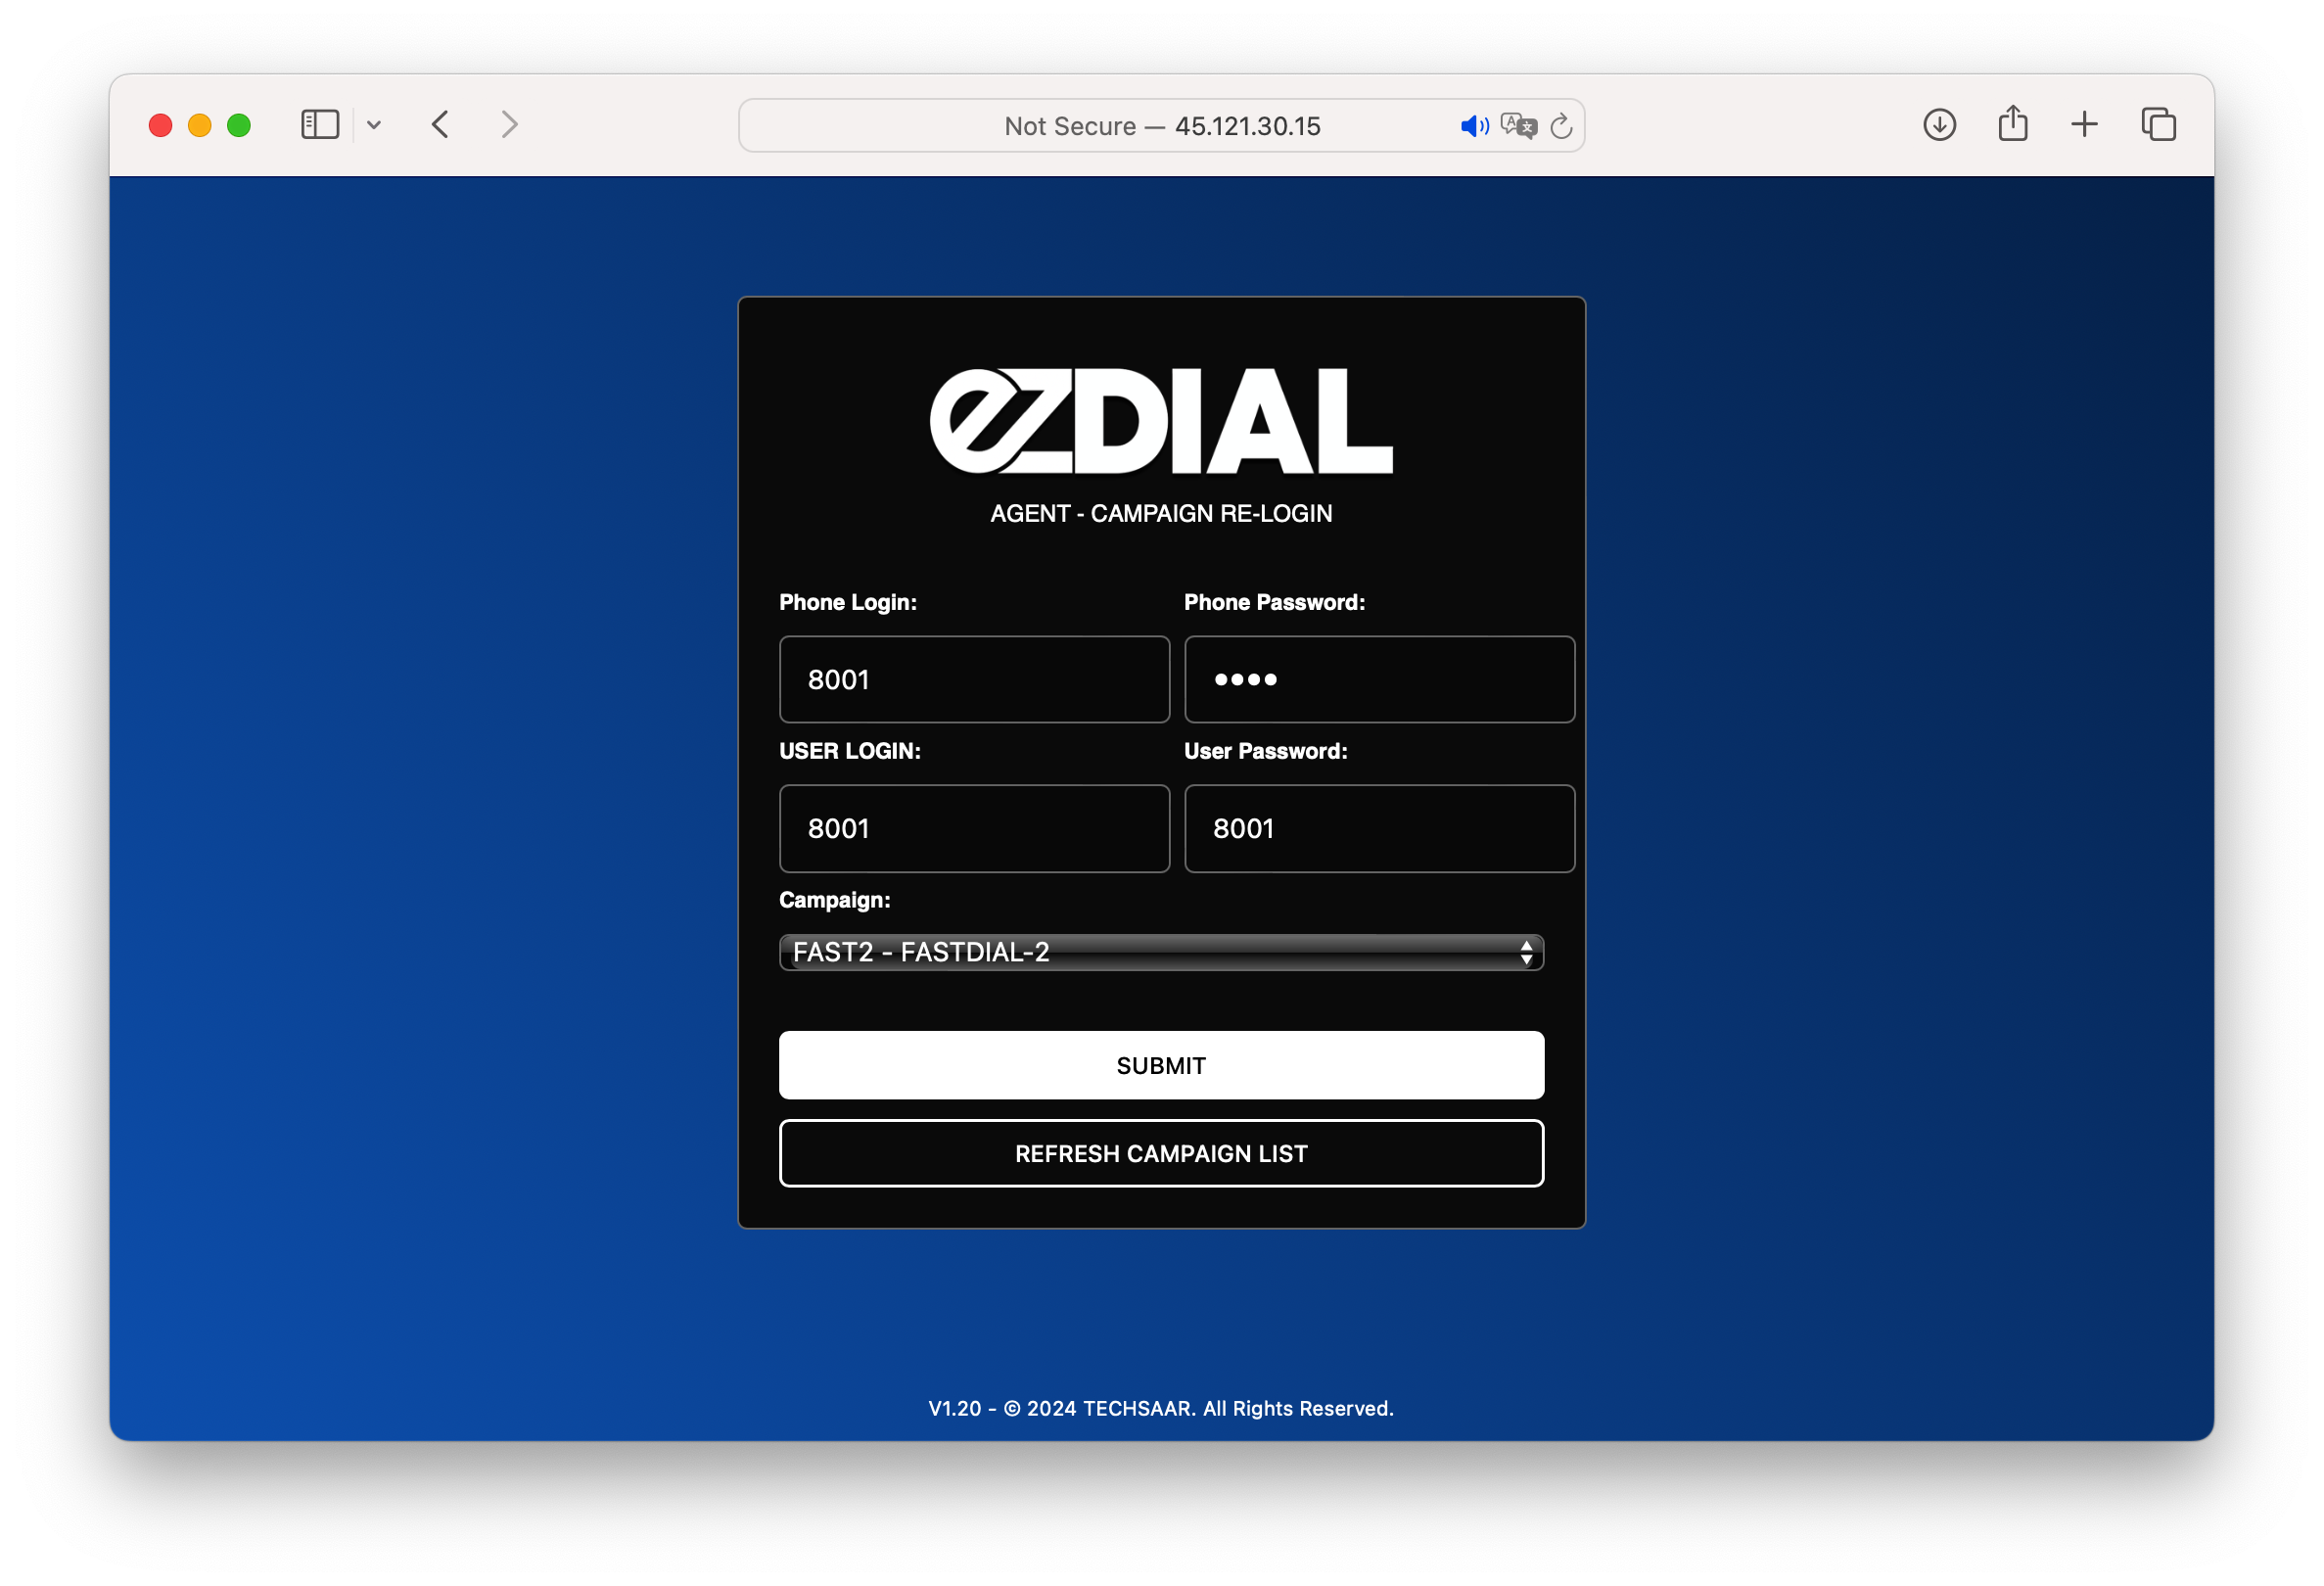 Not Secure — 45.121.30.15
ezDIAL
AGENT - CAMPAIGN RE-LOGIN
Phone Login: Phone Password:
8001 ••••
USER LOGIN: User Password:
8001 8001
Campaign:
FAST2 - FASTDIAL-2
SUBMIT
REFRESH CAMPAIGN LIST
V1.20 - © 2024 TECHSAAR. All Rights Reserved.